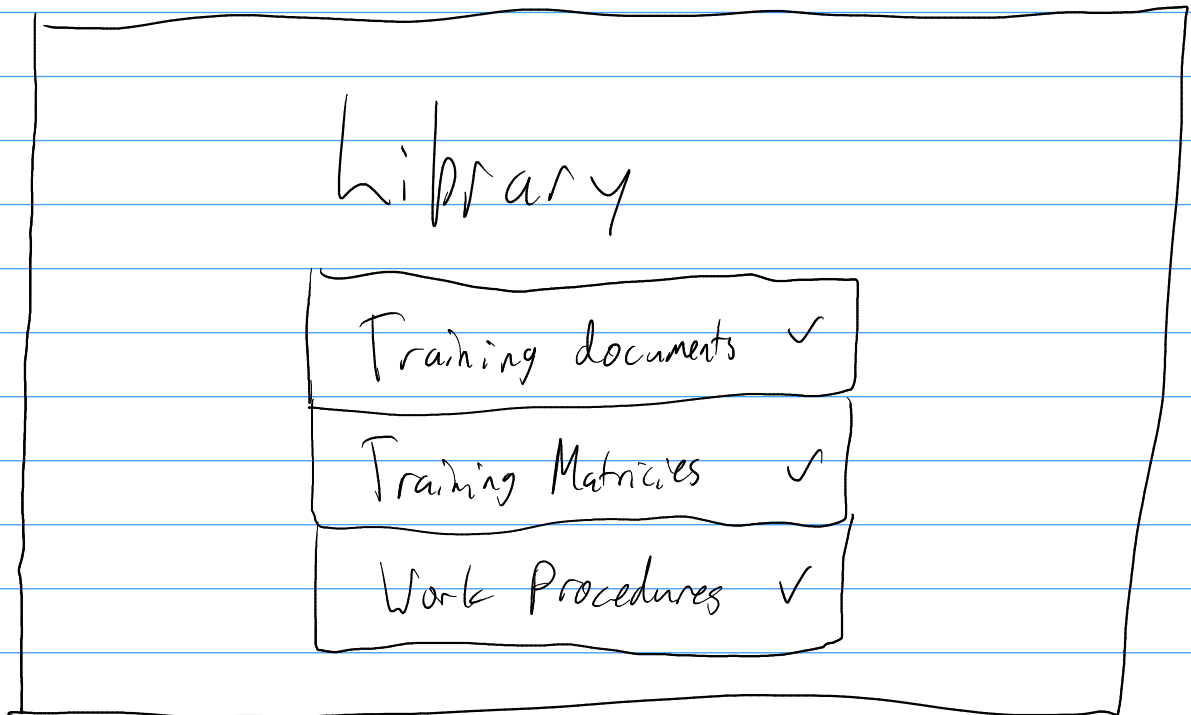 Library
Training documents ✓
Training Matricies ✓
Work Procedures ✓